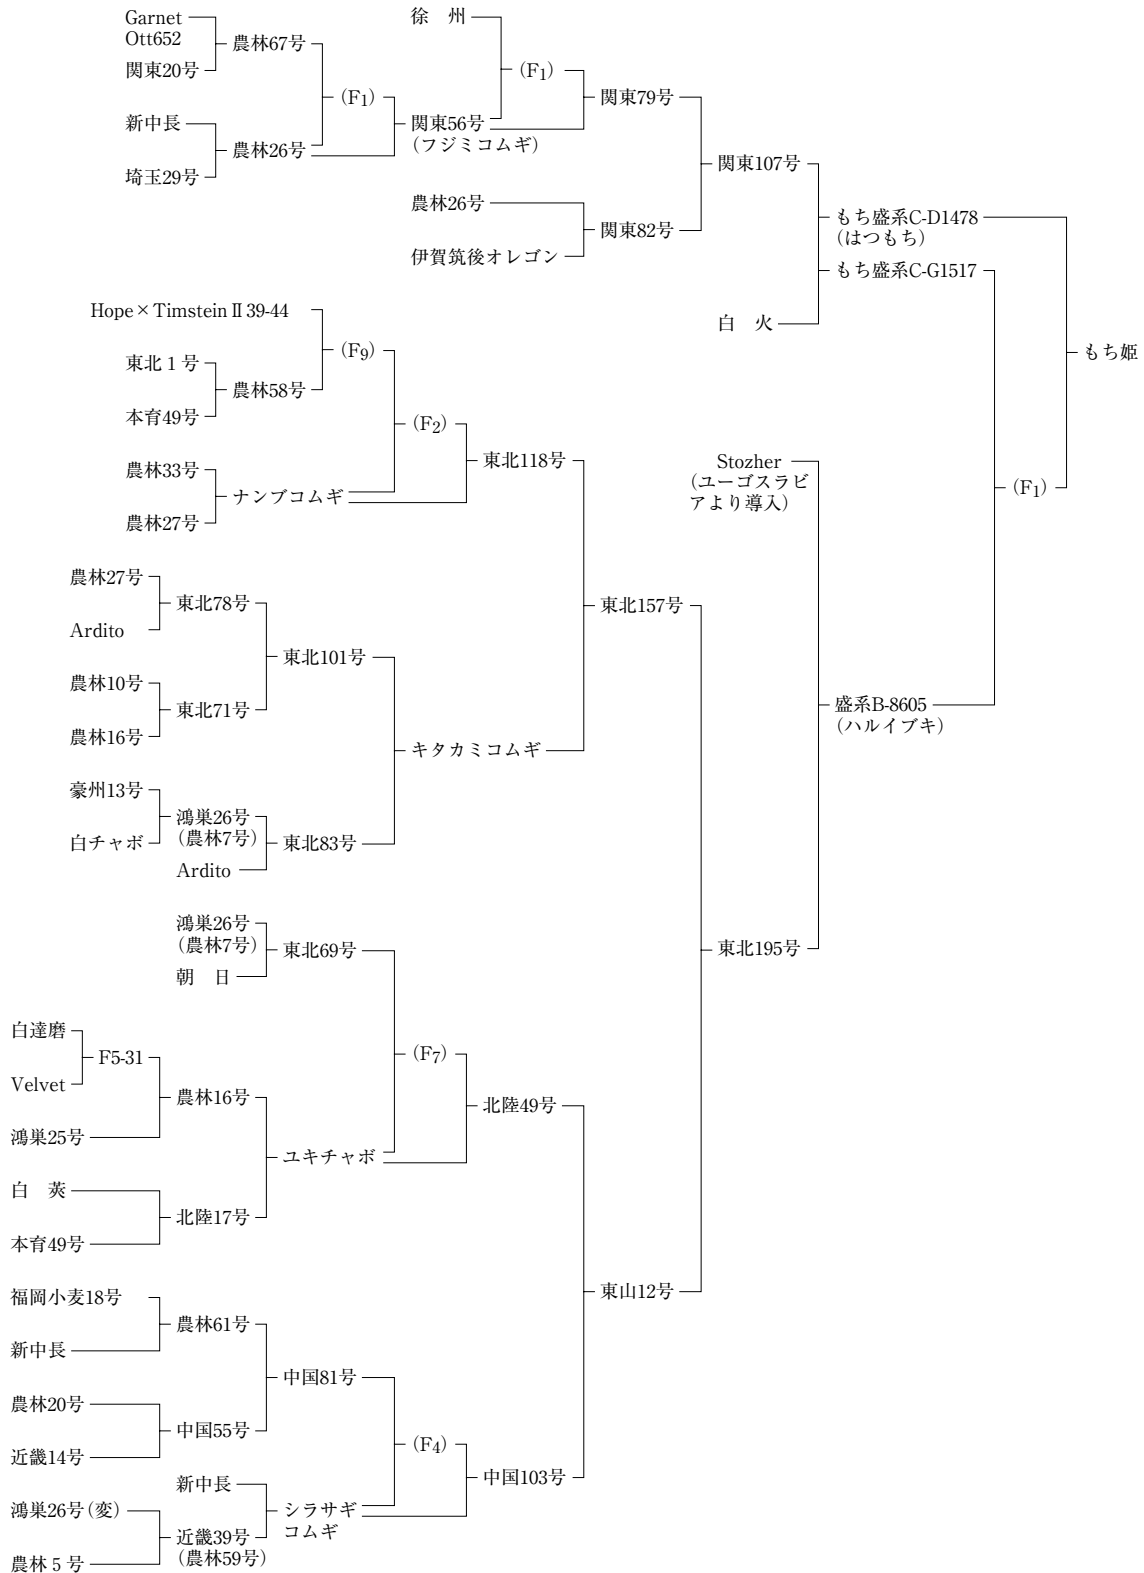 Garnet
Ott652
関東20号
農林67号
新中長
埼玉29号
農林26号
(F1)
徐　州
関東56号
(フジミコムギ)
(F1)
関東79号
農林26号
伊賀筑後オレゴン
関東82号
関東107号
白　火
もち盛系C-D1478
(はつもち)
もち盛系C-G1517
もち姫
Hope×TimsteinⅡ39-44
東北１号
本育49号
農林58号
(F9)
農林33号
農林27号
ナンブコムギ
(F2)
東北118号
Stozher
(ユーゴスラビ
アより導入)
(F1)
農林27号
Ardito
東北78号
農林10号
農林16号
東北71号
東北101号
豪州13号
白チャボ
鴻巣26号
(農林7号)
Ardito
東北83号
キタカミコムギ
東北157号
盛系B-8605
(ハルイブキ)
鴻巣26号
(農林7号)
朝　日
東北69号
東北195号
白達磨
Velvet
F5-31
鴻巣25号
農林16号
白　莢
本育49号
北陸17号
ユキチャボ
(F7)
北陸49号
福岡小麦18号
新中長
農林61号
農林20号
近畿14号
中国55号
中国81号
鴻巣26号(変)
農林５号
新中長
近畿39号
(農林59号)
シラサギ
コムギ
(F4)
中国103号
東山12号